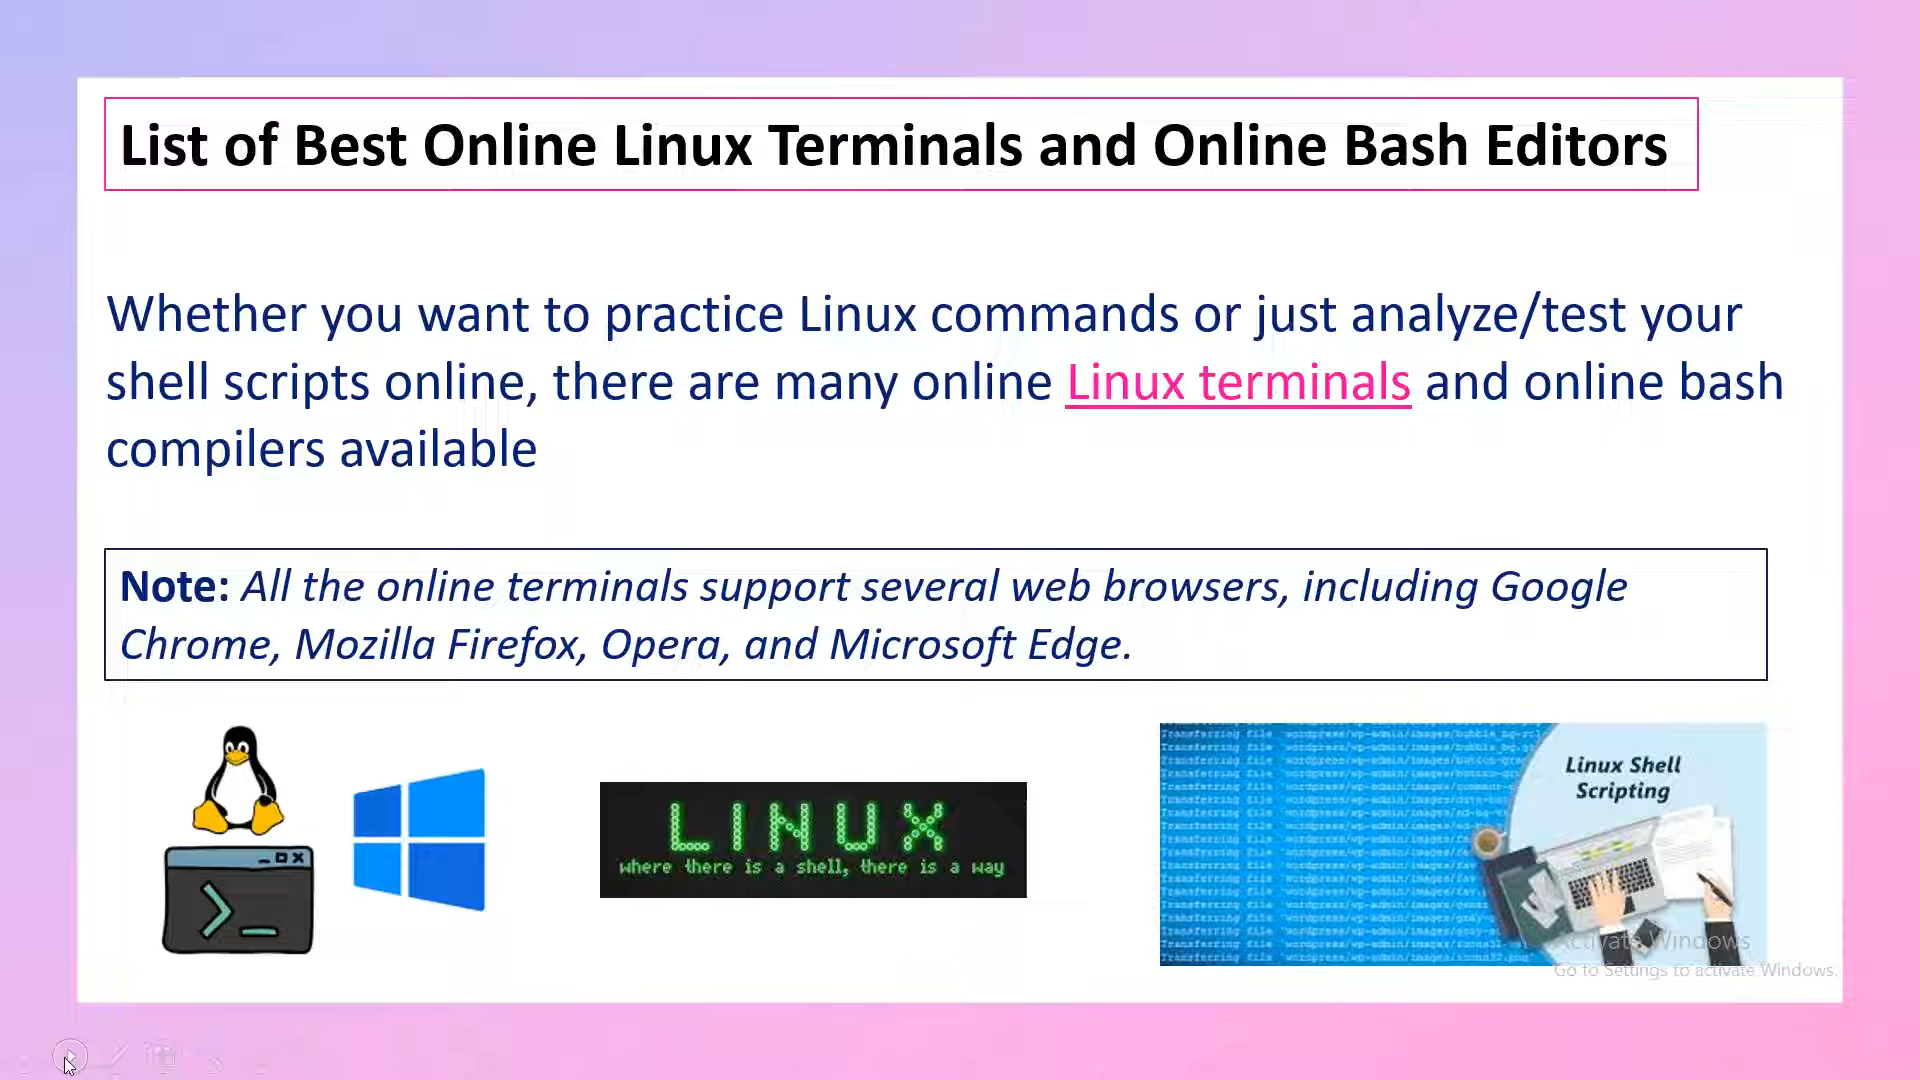 List of Best Online Linux Terminals and Online Bash Editors
Whether you want to practice Linux commands or just analyze/test your
shell scripts online, there are many online Linux terminals and online bash
compilers available
Note: All the online terminals support several web browsers, including Google
Chrome, Mozilla Firefox, Opera, and Microsoft Edge.
LINUX
where there is a shell, there is a way
Linux Shell
Scripting
Activate Windows
Go to Settings to activate Windows.